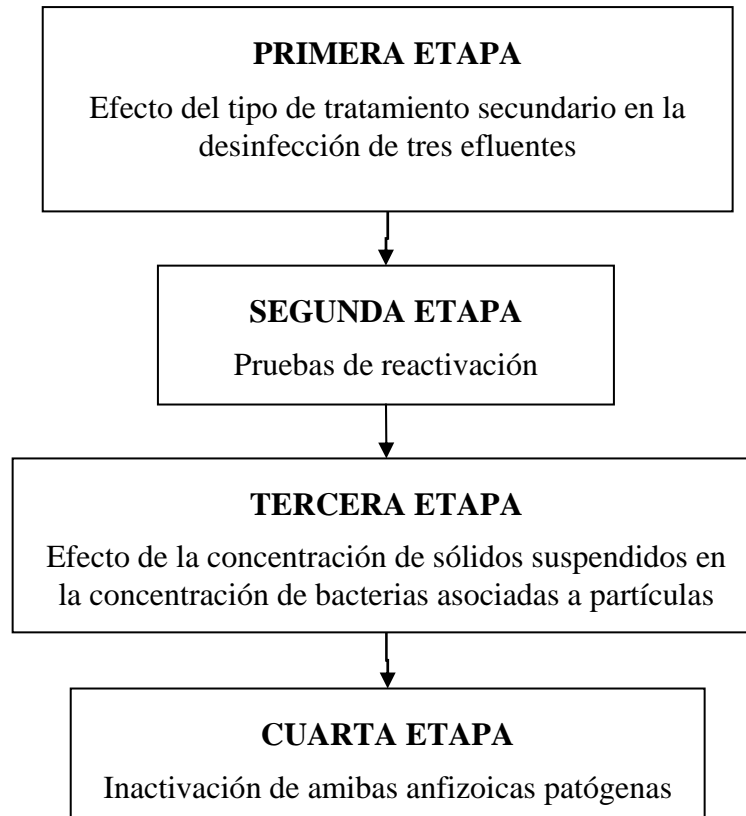 PRIMERA ETAPA
Efecto del tipo de tratamiento secundario en la
desinfección de tres efluentes
SEGUNDA ETAPA
Pruebas de reactivación
TERCERA ETAPA
Efecto de la concentración de sólidos suspendidos en
la concentración de bacterias asociadas a partículas
CUARTA ETAPA
Inactivación de amibas anfizoicas patógenas